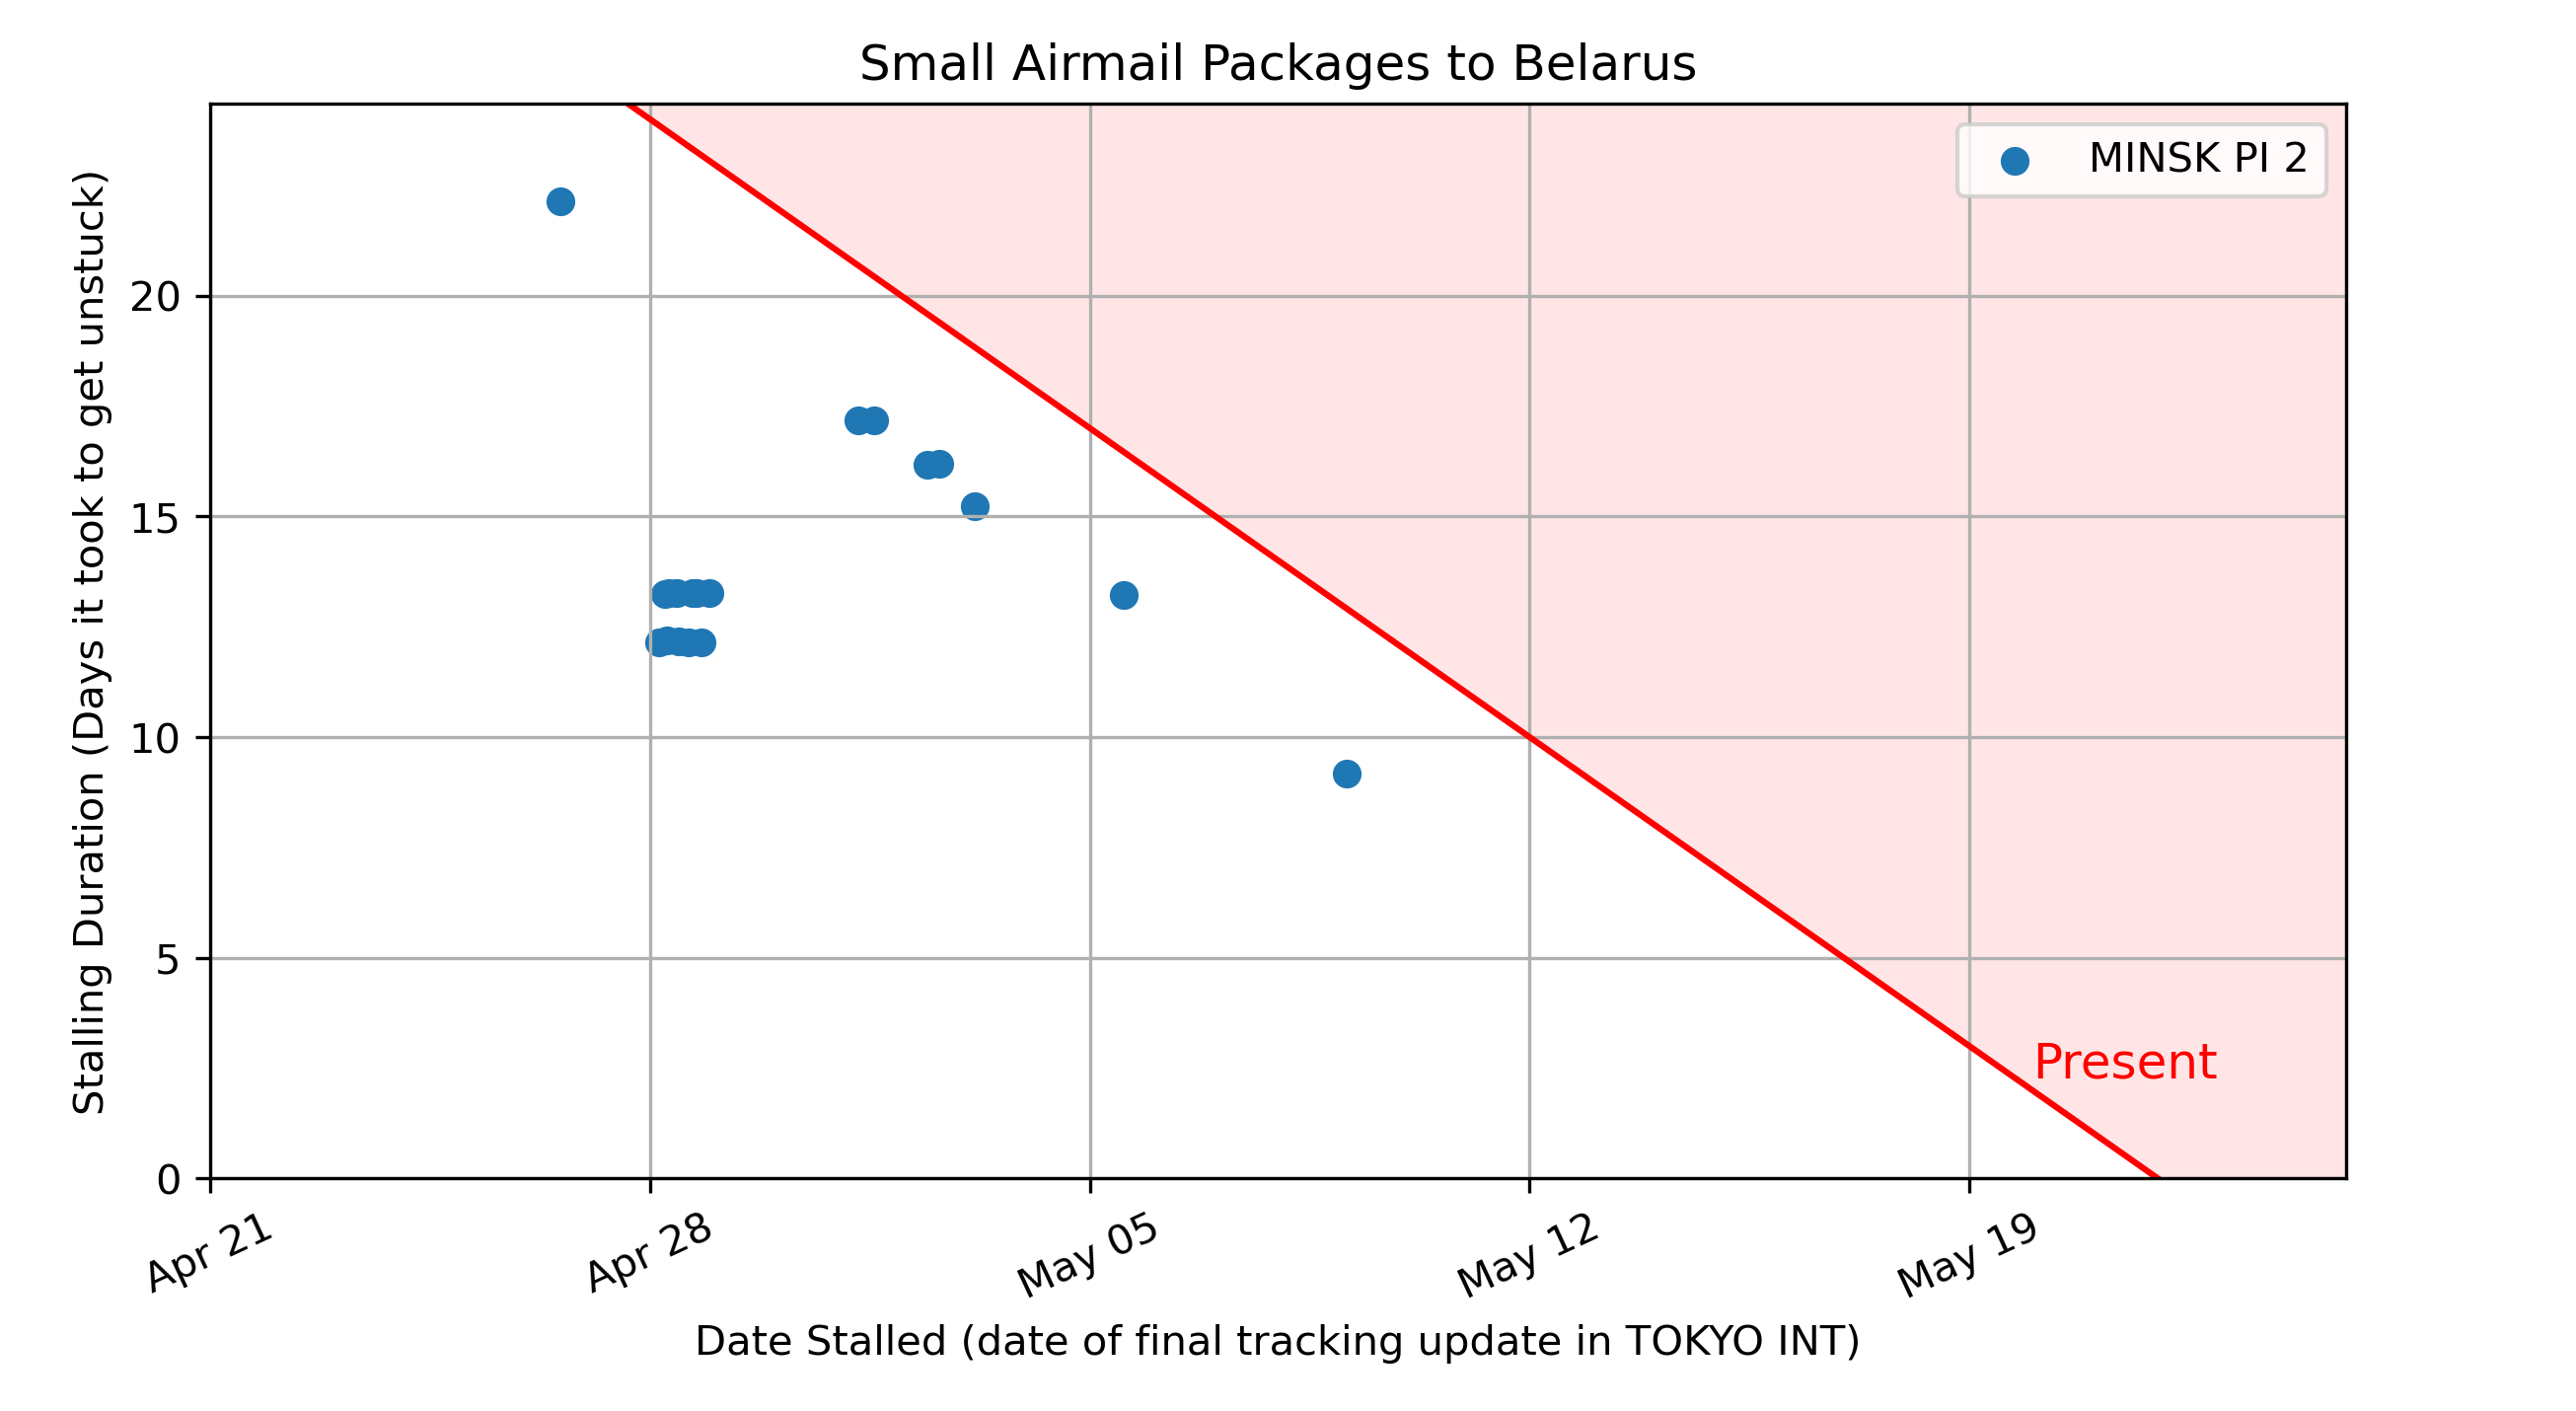 Small Airmail Packages to Belarus
MINSK PI 2
Stalling Duration (Days it took to get unstuck)
20
15
10
5
0
Present
Apr 21
Apr 28
May 05
May 12
May 19
Date Stalled (date of final tracking update in TOKYO INT)